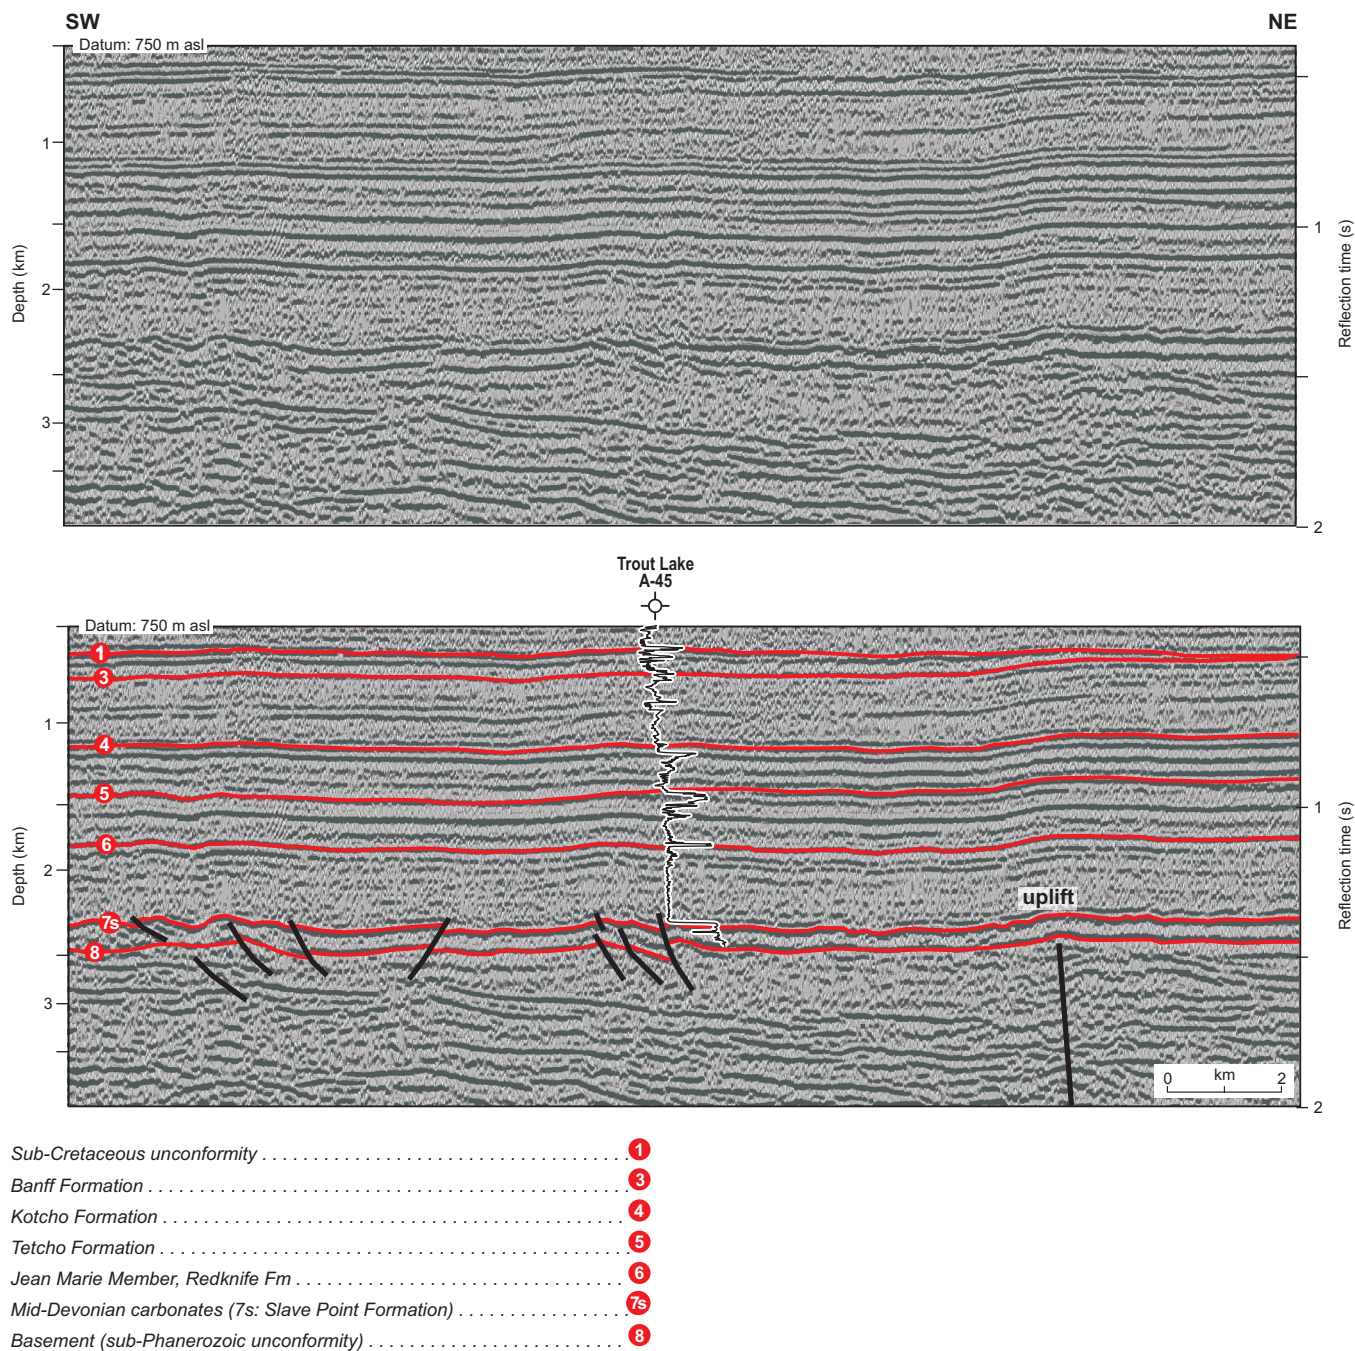 SW NE
Datum: 750 m asl
1
2
3
Depth (km)
1
2
Reflection time (s)
Trout Lake
A-45
Datum: 750 m asl
1
3
4
5
6
7s
8
1
2
3
Depth (km)
uplift
1
2
Reflection time (s)
0 km 2
Sub-Cretaceous unconformity . . . . . . . . . . . . . . . . . . . . . . . . . . . . . . . . . . . . 1
Banff Formation . . . . . . . . . . . . . . . . . . . . . . . . . . . . . . . . . . . . . . . . . . . . . . . 3
Kotcho Formation . . . . . . . . . . . . . . . . . . . . . . . . . . . . . . . . . . . . . . . . . . . . . 4
Tetcho Formation . . . . . . . . . . . . . . . . . . . . . . . . . . . . . . . . . . . . . . . . . . . . . . 5
Jean Marie Member, Redknife Fm . . . . . . . . . . . . . . . . . . . . . . . . . . . . . . . . 6
Mid-Devonian carbonates (7s: Slave Point Formation) . . . . . . . . . . . . . . . . . 7s
Basement (sub-Phanerozoic unconformity) . . . . . . . . . . . . . . . . . . . . . . . . . 8